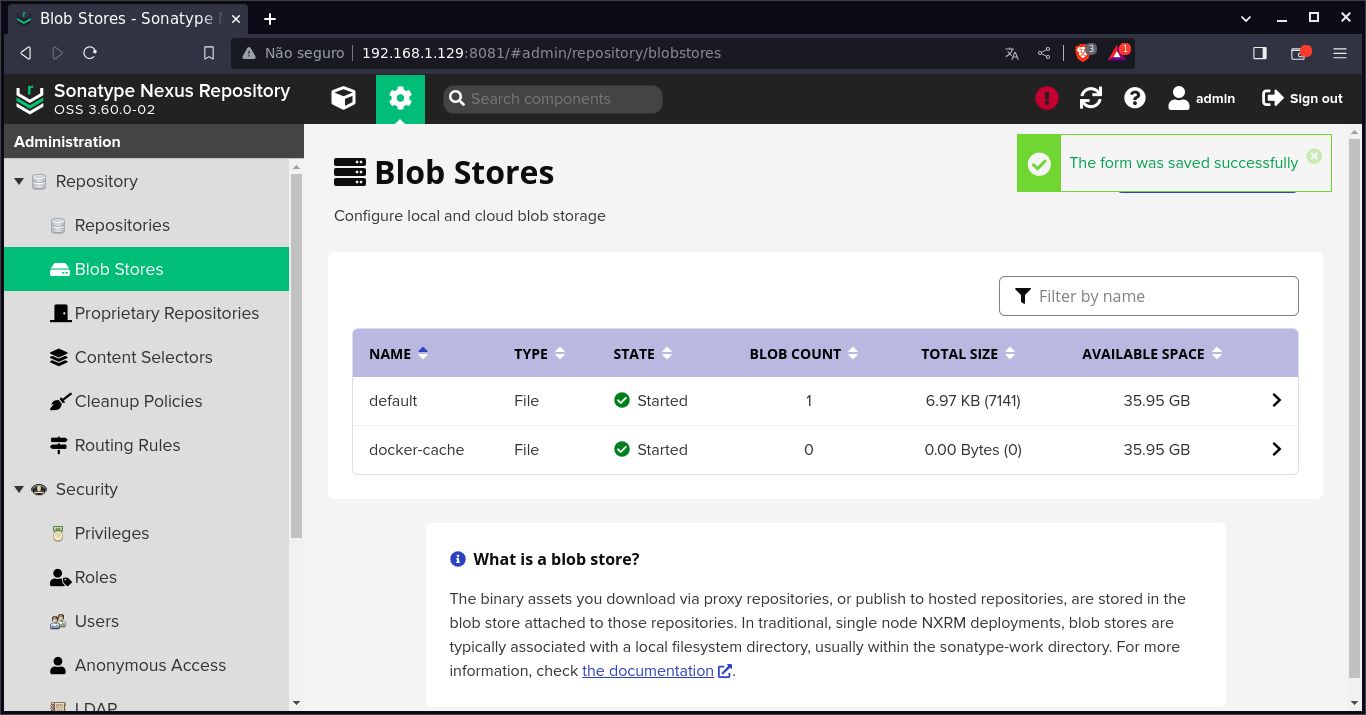 Blob Stores - Sonatype
Não seguro
192.168.1.129:8081/#admin/repository/blobstores
3
1
Sonatype Nexus Repository
OSS 3.60.0-02
Search components
admin
Sign out
Administration
Repository
Repositories
Blob Stores
Proprietary Repositories
Content Selectors
Cleanup Policies
Routing Rules
Security
Privileges
Roles
Users
Anonymous Access
LDAP
Blob Stores
Configure local and cloud blob storage
The form was saved successfully
Filter by name
NAME TYPE STATE BLOB COUNT TOTAL SIZE AVAILABLE SPACE
default File Started 1 6.97 KB (7141) 35.95 GB
docker-cache File Started 0 0.00 Bytes (0) 35.95 GB
What is a blob store?
The binary assets you download via proxy repositories, or publish to hosted repositories, are stored in the
blob store attached to those repositories. In traditional, single node NXRM deployments, blob stores are
typically associated with a local filesystem directory, usually within the sonatype-work directory. For more
information, check the documentation.